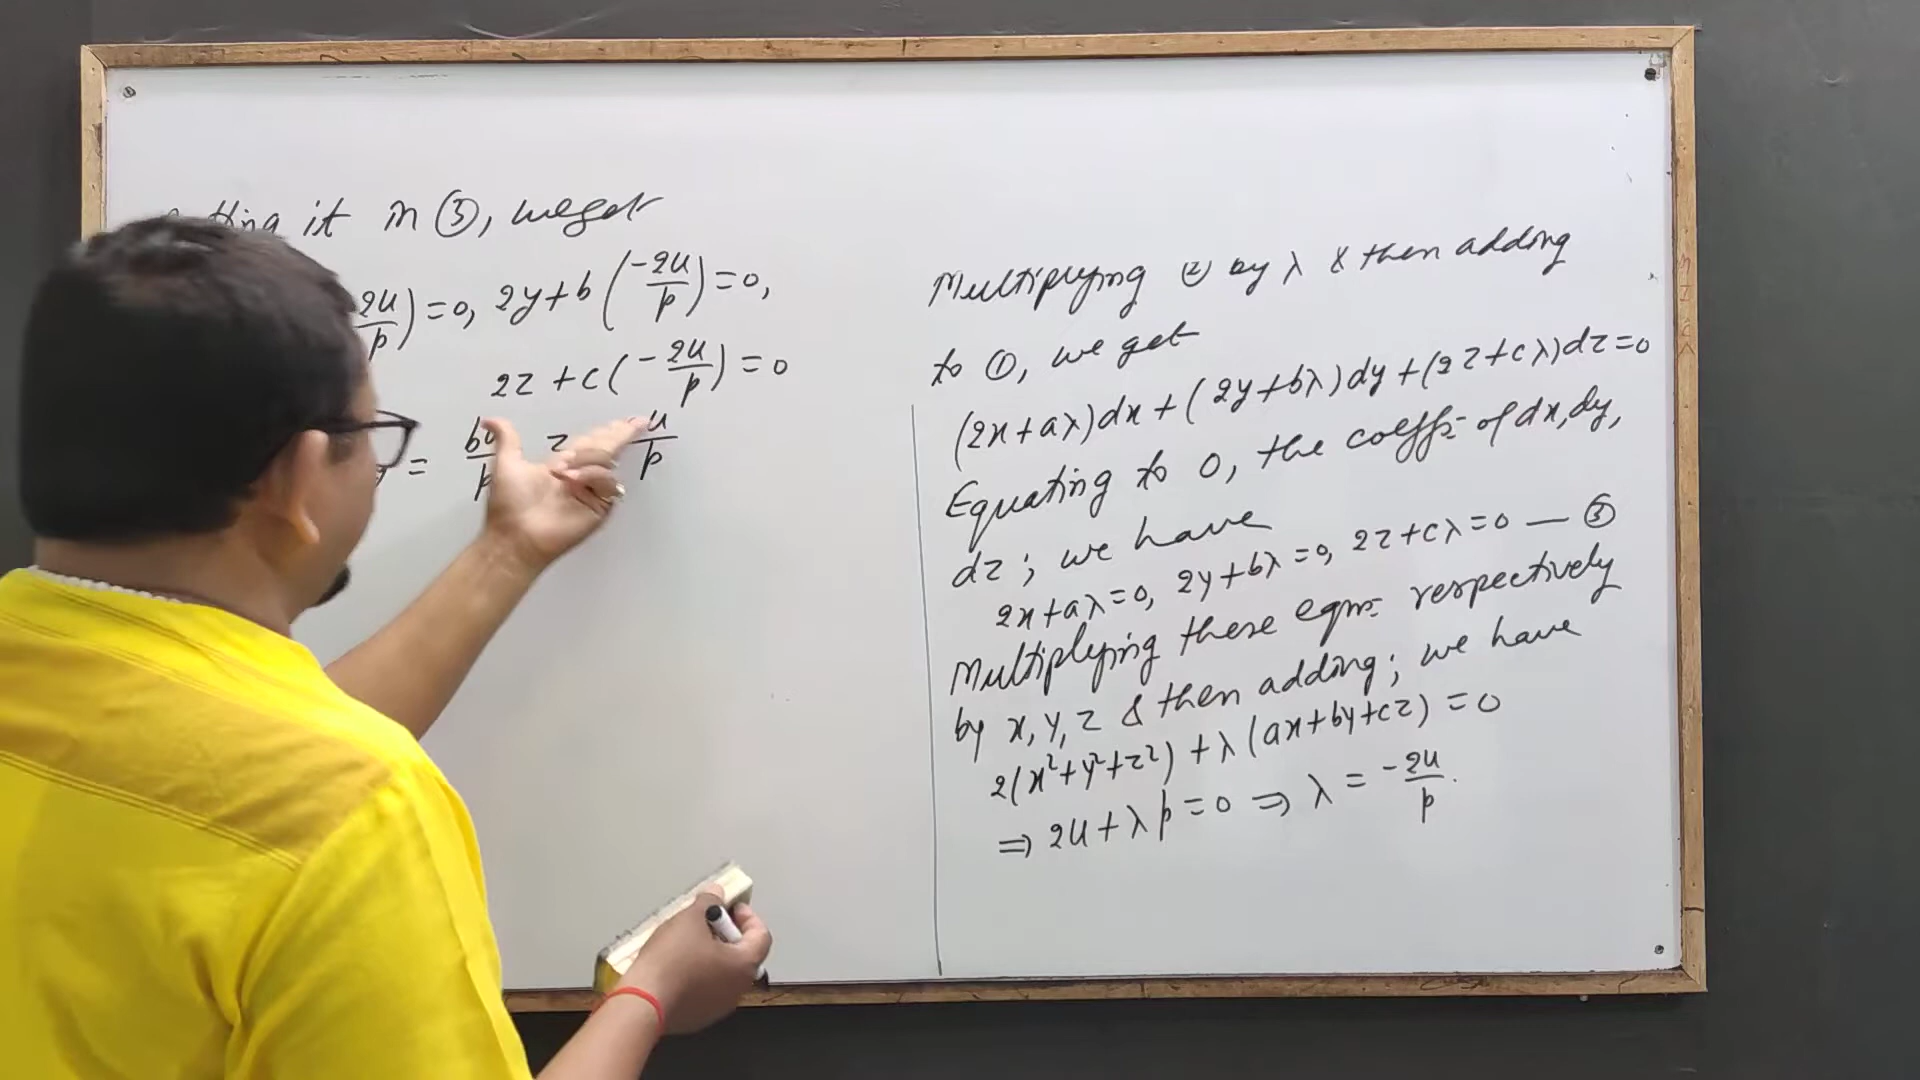 it in ③, we get
2u/p) = 0, 2y + b(-2u/p) = 0,
2z + c(-2u/p) = 0
= bu/p z u/p
Multiplying ② by λ & then adding
to ①, we get
(2x+aλ)dx + (2y+bλ)dy + (2z+cλ)dz = 0
Equating to 0, the coeffs. of dx, dy,
dz; we have
2x+aλ=0, 2y+bλ=0, 2z+cλ=0 — ③
Multiplying these eqns. respectively
by x, y, z & then adding; we have
2(x²+y²+z²) + λ(ax+by+cz) = 0
⇒ 2u+λp=0 ⇒ λ = -2u/p.